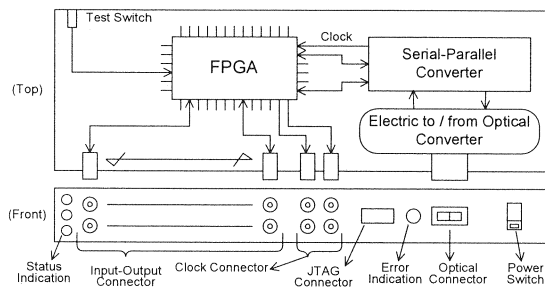 Test Switch
Clock
FPGA
Serial-Parallel
Converter
(Top)
Electric to / from Optical
Converter
(Front)
Status
Indication
Input-Output
Connector
Clock Connector
JTAG
Connector
Error
Indication
Optical
Connector
Power
Switch